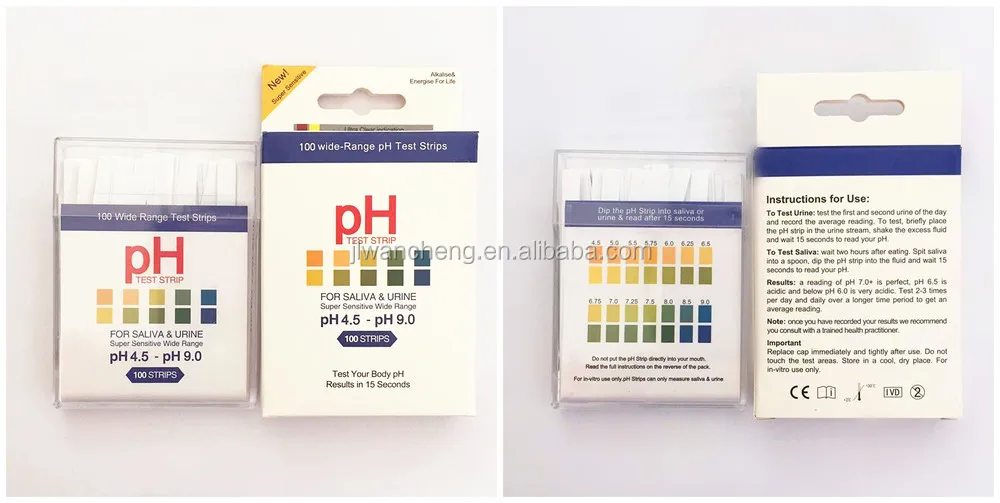 100 Wide Range Test Strips
pH
TEST STRIP
FOR SALIVA & URINE
Super Sensitive Wide Range
pH 4.5 - pH 9.0
100 STRIPS
New!
Super Sensitive
Alkalise&
Energise For Life
Ultra Clear indication
100 wide-Range pH Test Strips
pH
TEST STRIP
FOR SALIVA & URINE
Super Sensitive Wide Range
pH 4.5 - pH 9.0
100 STRIPS
Test Your Body pH
Results in 15 Seconds
jlwancheng.en.alibaba.com
Dip the pH Strip into saliva or
urine & read after 15 seconds
4.5 5.0 5.5 5.75 6.0 6.25 6.5
6.75 7.0 7.25 7.5 8.0 8.5 9.0
Do not put the pH Strip directly into your mouth.
Read the full instructions on the reverse of the pack.
For in-vitro use only.pH Strips can only measure saliva & urine
Instructions for Use:
To Test Urine: test the first and second urine of the day
and record the average reading. To test, briefly place
the pH strip in the urine stream, shake the excess fluid
and wait 15 seconds to read your pH.
To Test Saliva: wait two hours after eating. Spit saliva
into a spoon, dip the pH strip into the fluid and wait 15
seconds to read your pH.
Results: a reading of pH 7.0+ is perfect, pH 6.5 is
acidic and below pH 6.0 is very acidic. Test 2-3 times
per day and daily over a longer time period to get an
average reading.
Note: once you have recorded your results we recommend
you consult with a trained health practitioner.
Important
Replace cap immediately and tightly after use. Do not
touch the test areas. Store in a cool, dry place. For
in-vitro use only.
CE IVD 2
jlwancheng.en.alibaba.com